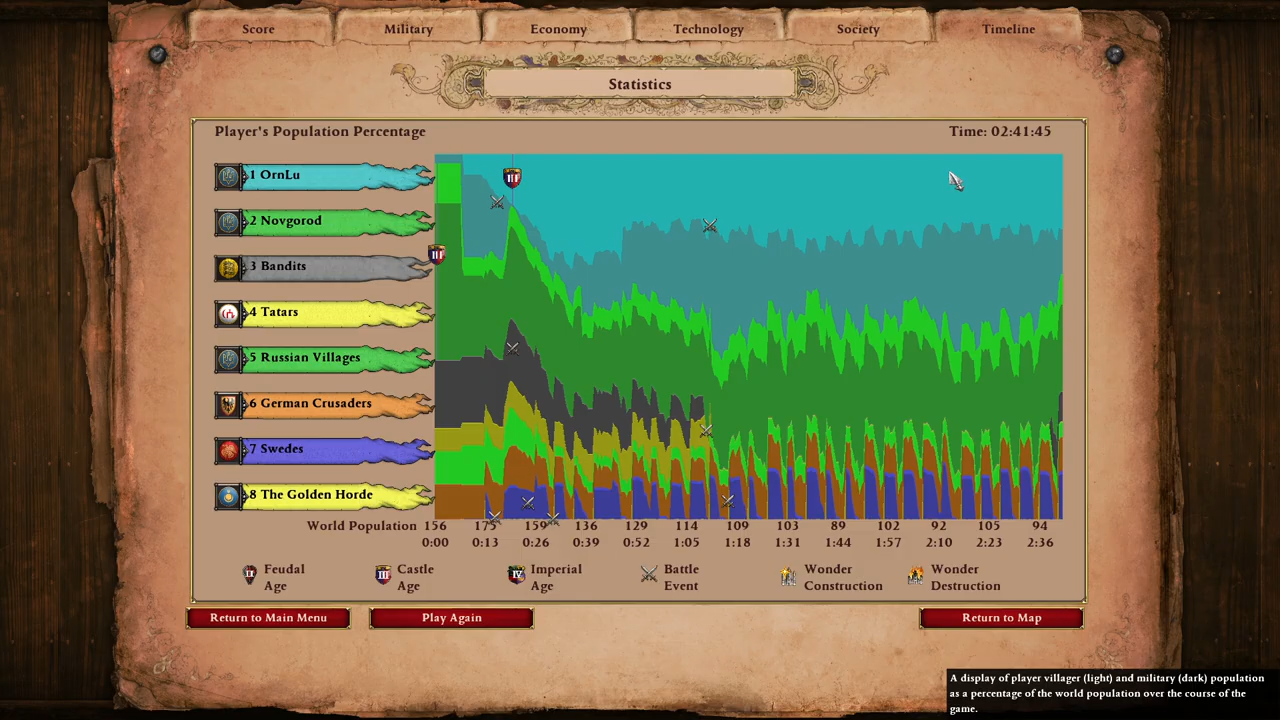 Score Military Economy Technology Society Timeline
Statistics
Player's Population Percentage Time: 02:41:45
1 OrnLu
2 Novgorod
3 Bandits
4 Tatars
5 Russian Villages
6 German Crusaders
7 Swedes
8 The Golden Horde
World Population 156 175 159 136 129 114 109 103 89 102 92 105 94
0:00 0:13 0:26 0:39 0:52 1:05 1:18 1:31 1:44 1:57 2:10 2:23 2:36
Feudal Age
Castle Age
Imperial Age
Battle Event
Wonder Construction
Wonder Destruction
Return to Main Menu Play Again Return to Map
A display of player villager (light) and military (dark) population
as a percentage of the world population over the course of the
game.